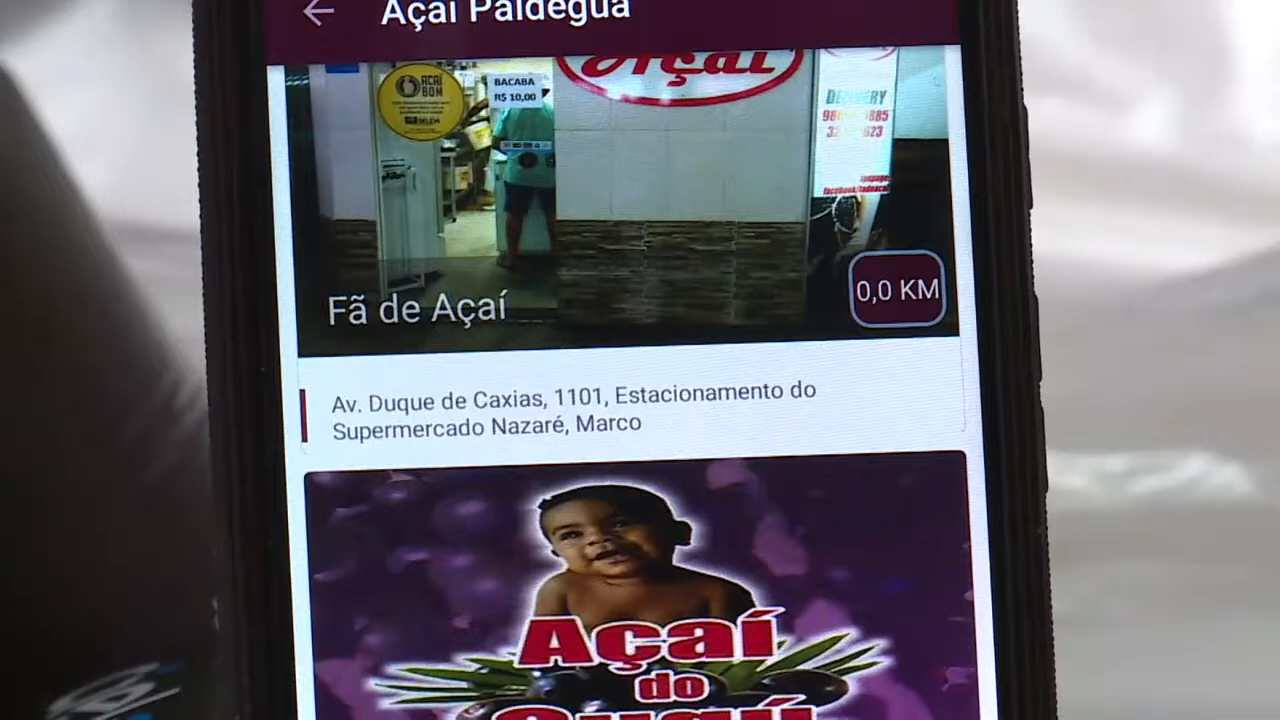 Açaí Paidégua
Açaí
AÇAÍ
BOM
BELÉM
BACABA
R$ 10,00
DELIVERY
Fã de Açaí
0,0 KM
Av. Duque de Caxias, 1101, Estacionamento do
Supermercado Nazaré, Marco
Açaí
do